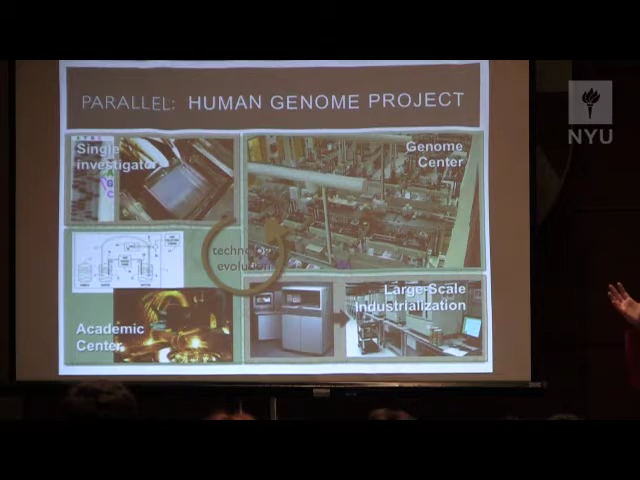 PARALLEL: HUMAN GENOME PROJECT
Single
investigator
Genome
Center
technology
evolution
Academic
Center
Large-Scale
Industrialization
NYU